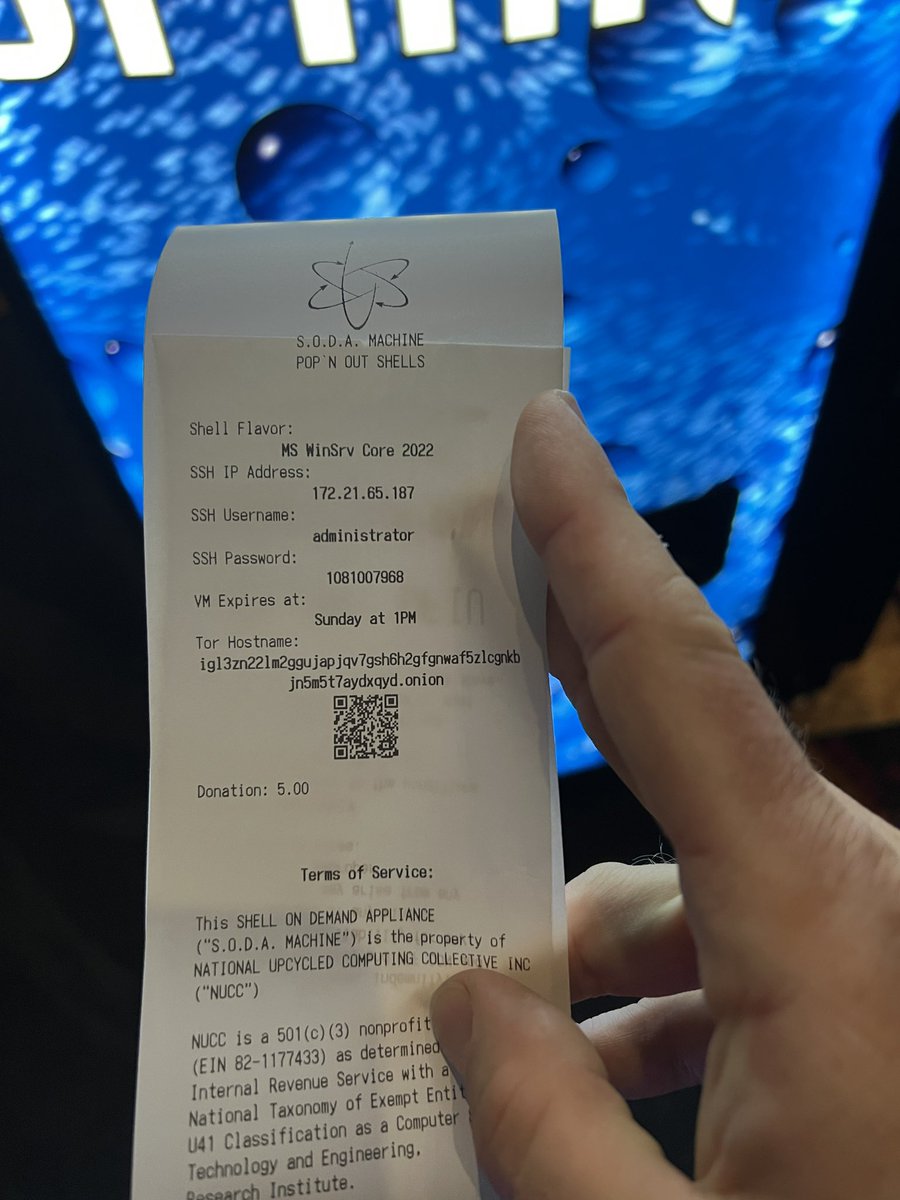 S.O.D.A. MACHINE
POP`N OUT SHELLS
Shell Flavor:
MS WinSrv Core 2022
SSH IP Address:
172.21.65.187
SSH Username:
administrator
SSH Password:
1081007968
VM Expires at:
Sunday at 1PM
Tor Hostname:
igl3zn22lm2ggujapjqv7gsh6h2gfgnwaf5zlcgnkb
jn5m5t7aydxqyd.onion
Donation: 5.00
Terms of Service:
This SHELL ON DEMAND APPLIANCE
("S.O.D.A. MACHINE") is the property of
NATIONAL UPCYCLED COMPUTING COLLECTIVE INC
("NUCC")
NUCC is a 501(c)(3) nonprofit
(EIN 82-1177433) as determined
Internal Revenue Service with a
National Taxonomy of Exempt
U41 Classification as a Computer
Technology and Engineering,
Research Institute.